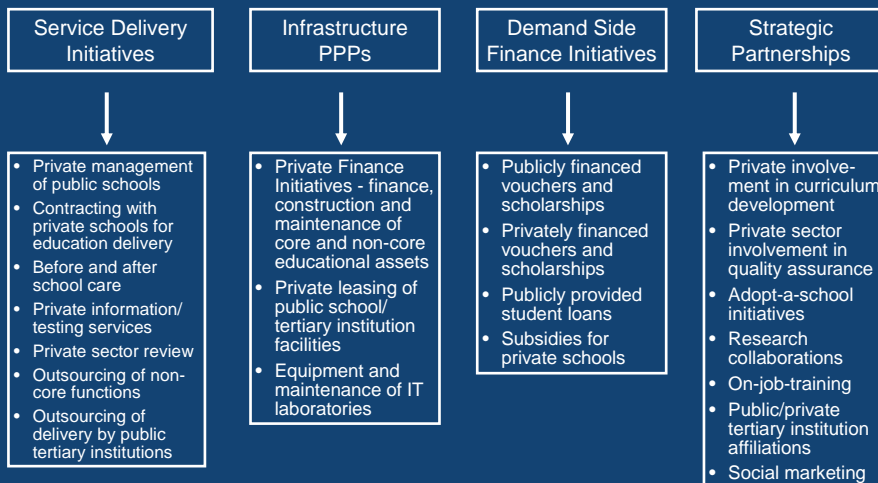 Service Delivery
Initiatives
Private management
of public schools
Contracting with
private schools for
education delivery
Before and after
school care
Private information/
testing services
Private sector review
Outsourcing of non-
core functions
Outsourcing of
delivery by public
tertiary institutions
Infrastructure
PPPs
Private Finance
Initiatives - finance,
construction and
maintenance of
core and non-core
educational assets
Private leasing of
public school/
tertiary institution
facilities
Equipment and
maintenance of IT
laboratories
Demand Side
Finance Initiatives
Publicly financed
vouchers and
scholarships
Privately financed
vouchers and
scholarships
Publicly provided
student loans
Subsidies for
private schools
Strategic
Partnerships
Private involve-
ment in curriculum
development
Private sector
involvement in
quality assurance
Adopt-a-school
initiatives
Research
collaborations
On-job-training
Public/private
tertiary institution
affiliations
Social marketing